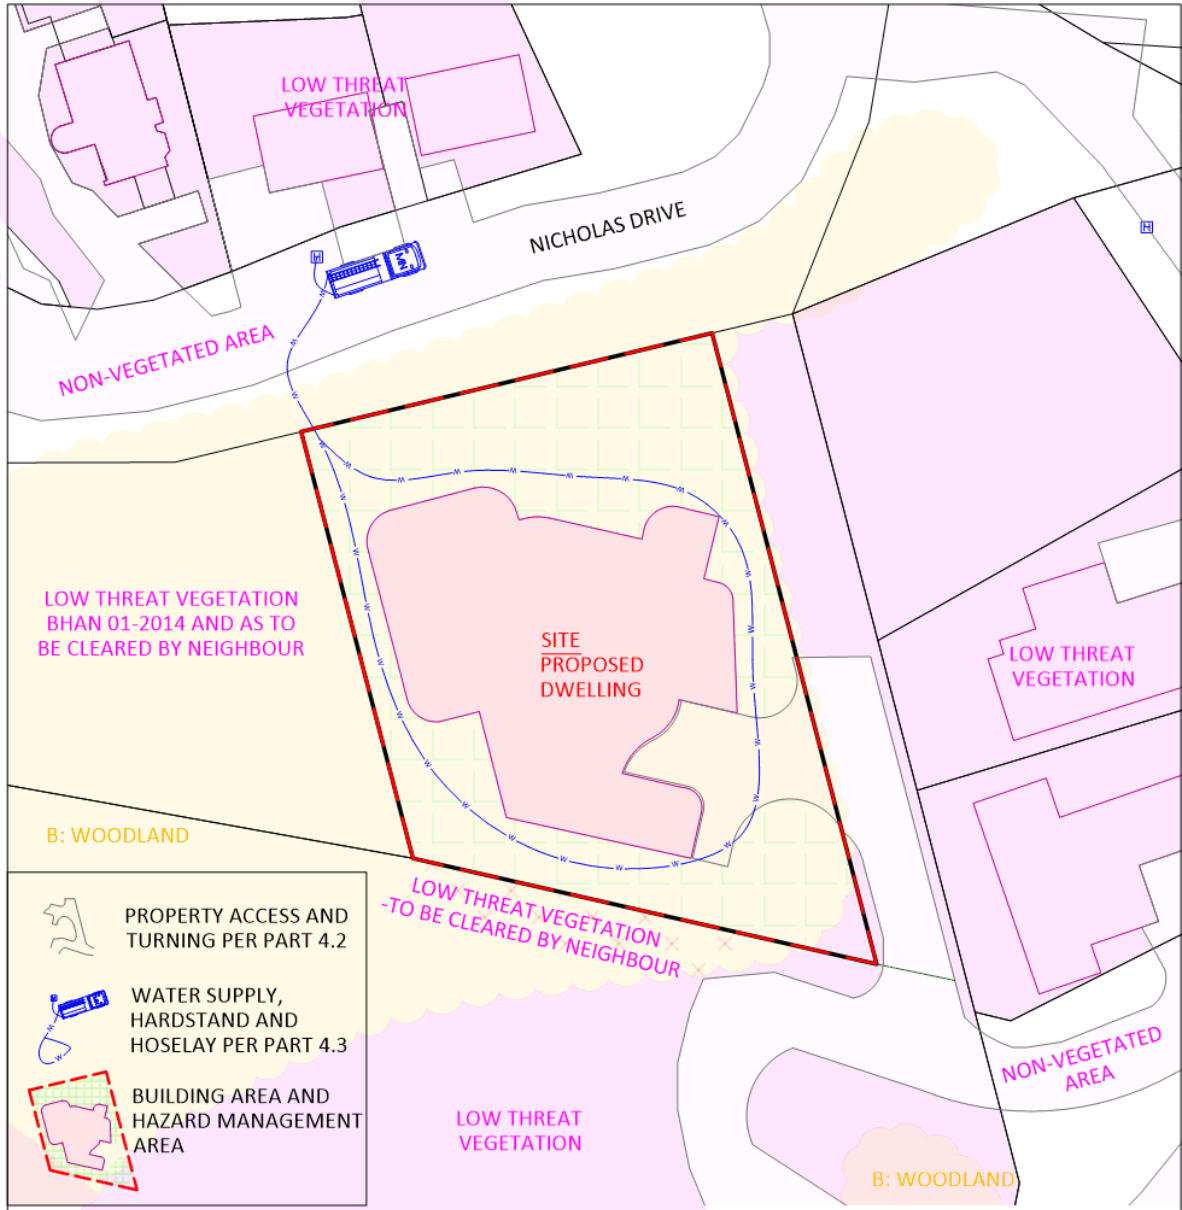 LOW THREAT
VEGETATION
NICHOLAS DRIVE
H
H
NON-VEGETATED AREA
LOW THREAT VEGETATION
BHAN 01-2014 AND AS TO
BE CLEARED BY NEIGHBOUR
SITE
PROPOSED
DWELLING
LOW THREAT
VEGETATION
B: WOODLAND
LOW THREAT VEGETATION
-TO BE CLEARED BY NEIGHBOUR
PROPERTY ACCESS AND
TURNING PER PART 4.2
WATER SUPPLY,
HARDSTAND AND
HOSELAY PER PART 4.3
BUILDING AREA AND
HAZARD MANAGEMENT
AREA
LOW THREAT
VEGETATION
NON-VEGETATED
AREA
B: WOODLAND